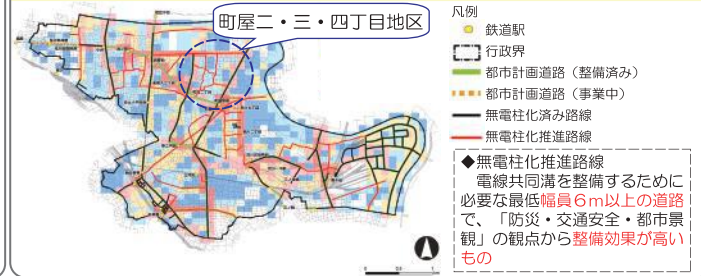 町屋二・三・四丁目地区
凡例
鉄道駅
行政界
都市計画道路（整備済み）
都市計画道路（事業中）
無電柱化済み路線
無電柱化推進路線
◆無電柱化推進路線
電線共同溝を整備するために
必要な最低幅員６ｍ以上の道路
で、「防災・交通安全・都市景
観」の観点から整備効果が高い
もの